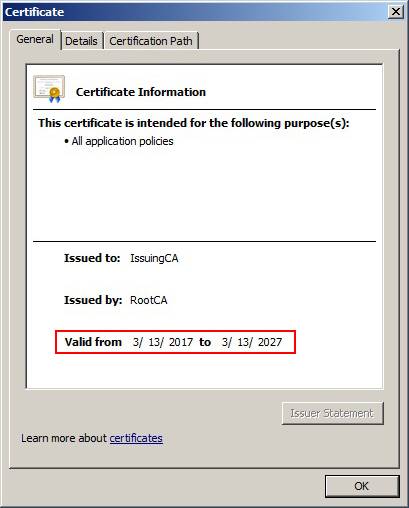 Certificate
General Details Certification Path
Certificate Information
This certificate is intended for the following purpose(s):
• All application policies
Issued to: IssuingCA
Issued by: RootCA
Valid from 3/ 13/ 2017 to 3/ 13/ 2027
Issuer Statement
Learn more about certificates
OK